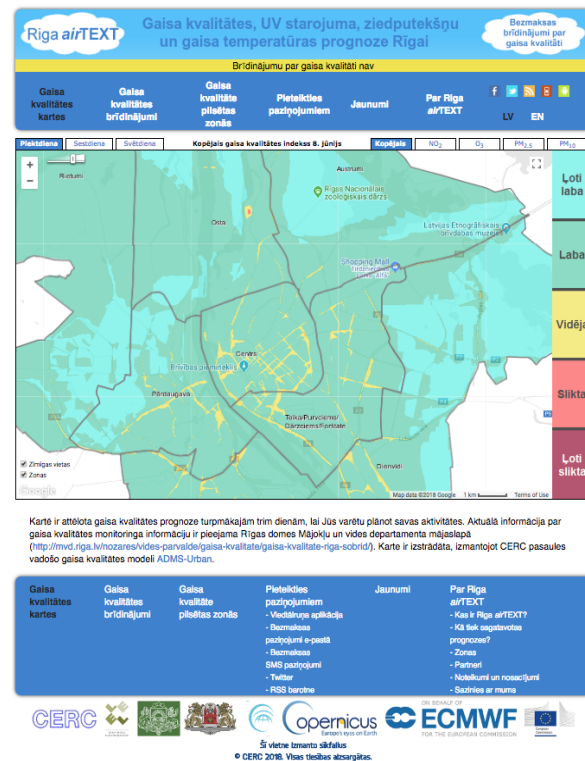 Riga airTEXT
Gaisa kvalitātes, UV starojuma, ziedputekšņu
un gaisa temperatūras prognoze Rīgai
Bezmaksas
brīdinājumi par
gaisa kvalitāti
Brīdinājumu par gaisa kvalitāti nav
Gaisa
kvalitātes
kartes
Gaisa
kvalitātes
brīdinājumi
Gaisa
kvalitāte
pilsētas
zonās
Pieteikties
paziņojumiem
Jaunumi
Par Riga
airTEXT
LV EN
Piektdiena Sestdiena Svētdiena
Kopējais gaisa kvalitātes indekss 8. jūnijs
Kopējais NO2 O3 PM2.5 PM10
+
−
Rietumi
Austrumi
Rīgas Nacionālais
zooloģiskais dārzs
Osta
Latvijas Etnogrāfiskais
brīvdabas muzejs
Shopping Mall
Centrs
Brīvības piemineklis
Pārdaugava
Teika/Purvciems/
Dārzciems/Šķirotate
Dienvidi
Ļoti
laba
Laba
Vidēja
Slikta
Ļoti
slikta
Zīmīgas vietas
Zonas
Google
Map data ©2018 Google 1 km Terms of Use
Kartē ir attēlota gaisa kvalitātes prognoze turpmākajām trim dienām, lai Jūs varētu plānot savas aktivitātes. Aktuālā informācija par
gaisa kvalitātes monitoringa informāciju ir pieejama Rīgas domes Mājokļu un vides departamenta mājaslapā
(http://mvd.riga.lv/nozares/vides-parvalde/gaisa-kvalitate/gaisa-kvalitate-riga-sobrid/). Karte ir izstrādāta, izmantojot CERC pasaules
vadošo gaisa kvalitātes modeli ADMS-Urban.
Gaisa
kvalitātes
kartes
Gaisa
kvalitātes
brīdinājumi
Gaisa
kvalitāte
pilsētas zonās
Pieteikties
paziņojumiem
- Viedtālruņa aplikācija
- Bezmaksas
paziņojumi e-pastā
- Bezmaksas
SMS paziņojumi
- Twitter
- RSS barotne
Jaunumi
Par Riga
airTEXT
- Kas ir Riga airTEXT?
- Kā tiek sagatavotas
prognozes?
- Zonas
- Partneri
- Noteikumi un nosacījumi
- Sazinies ar mums
CERC
opernicus
Europe's eyes on Earth
ON BEHALF OF
ECMWF
FOR THE EUROPEAN COMMISSION
European
Commission
Šī vietne izmanto sīkfailus
© CERC 2018. Visas tiesības aizsargātas.